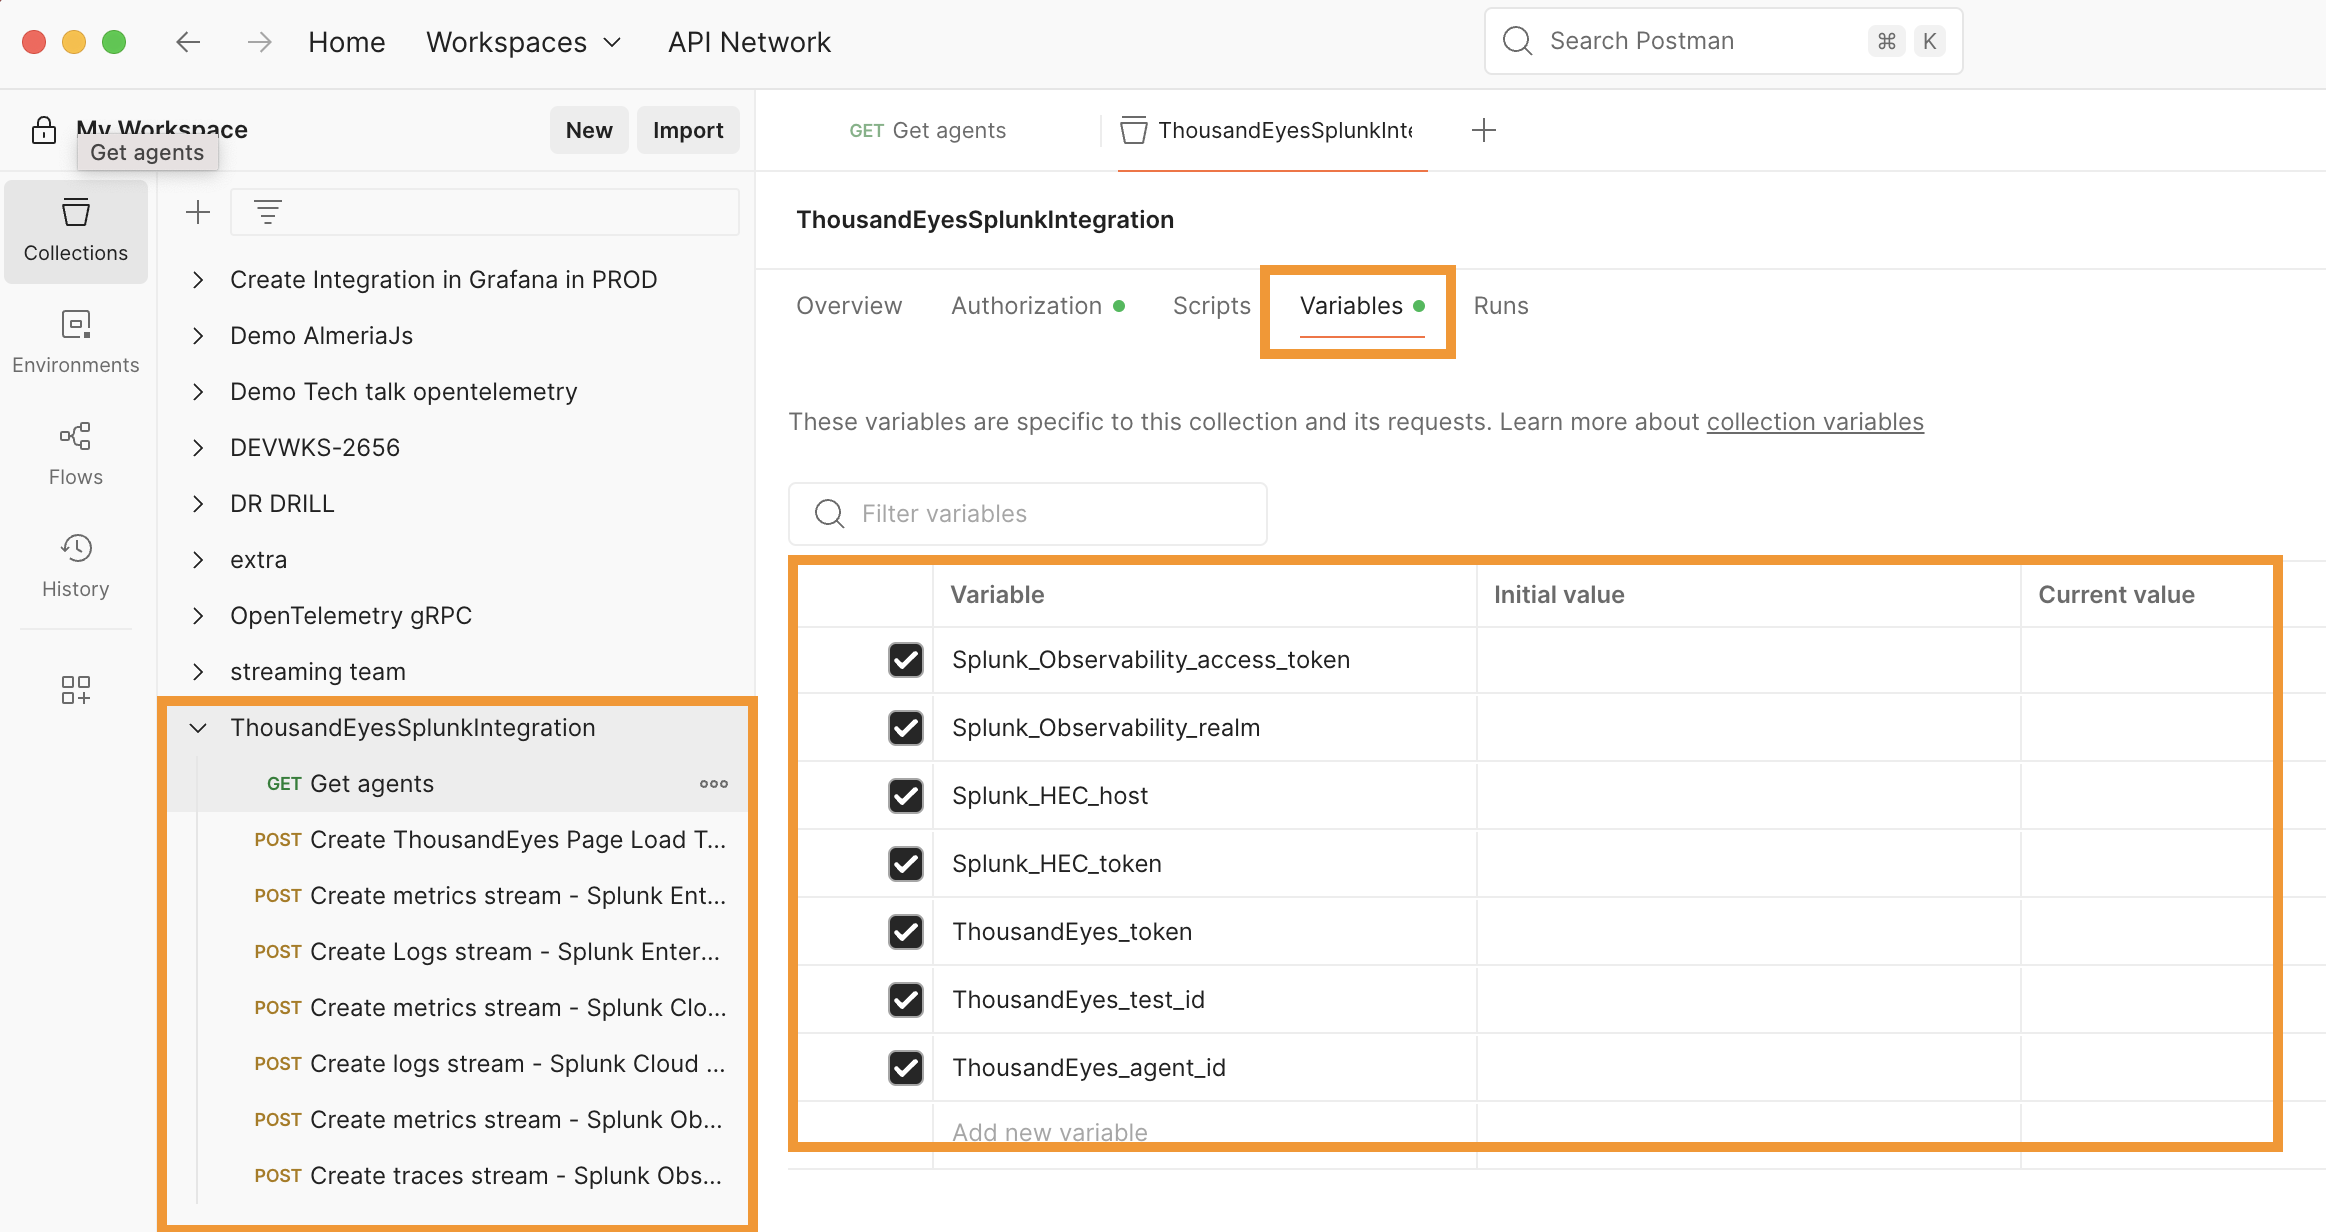 Home Workspaces API Network Search Postman ⌘ K
My Workspace New Import
Get agents
GET Get agents ThousandEyesSplunkInte
Collections
Environments
Flows
History
Create Integration in Grafana in PROD
Demo AlmeriaJs
Demo Tech talk opentelemetry
DEVWKS-2656
DR DRILL
extra
OpenTelemetry gRPC
streaming team
ThousandEyesSplunkIntegration
GET Get agents
POST Create ThousandEyes Page Load T...
POST Create metrics stream - Splunk Ent...
POST Create Logs stream - Splunk Enter...
POST Create metrics stream - Splunk Clo...
POST Create logs stream - Splunk Cloud ...
POST Create metrics stream - Splunk Ob...
POST Create traces stream - Splunk Obs...
ThousandEyesSplunkIntegration
Overview Authorization Scripts Variables Runs
These variables are specific to this collection and its requests. Learn more about collection variables
Filter variables
Variable Initial value Current value
Splunk_Observability_access_token
Splunk_Observability_realm
Splunk_HEC_host
Splunk_HEC_token
ThousandEyes_token
ThousandEyes_test_id
ThousandEyes_agent_id
Add new variable